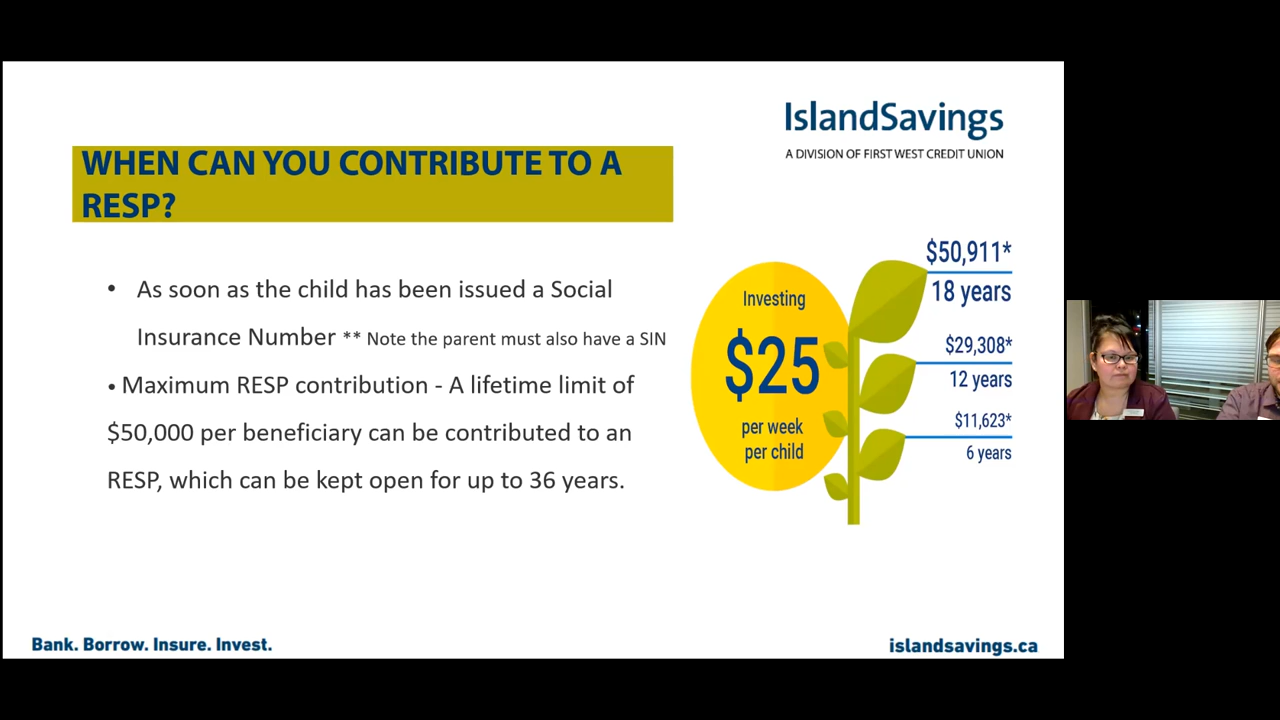 IslandSavings
A DIVISION OF FIRST WEST CREDIT UNION
WHEN CAN YOU CONTRIBUTE TO A
RESP?
• As soon as the child has been issued a Social
Insurance Number ** Note the parent must also have a SIN
• Maximum RESP contribution - A lifetime limit of
$50,000 per beneficiary can be contributed to an
RESP, which can be kept open for up to 36 years.
Investing
$25
per week
per child
$50,911*
18 years
$29,308*
12 years
$11,623*
6 years
Bank. Borrow. Insure. Invest.
islandsavings.ca